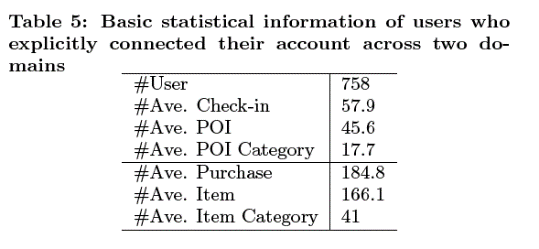 Table 5: Basic statistical information of users who
explicitly connected their account across two do-
mains
#User 758
#Ave. Check-in 57.9
#Ave. POI 45.6
#Ave. POI Category 17.7
#Ave. Purchase 184.8
#Ave. Item 166.1
#Ave. Item Category 41